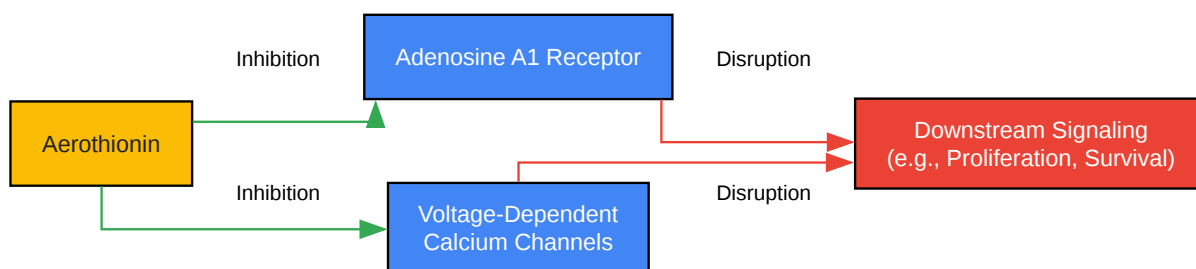 Inhibition
Adenosine A1 Receptor
Disruption
Aerothionin
Downstream Signaling
(e.g., Proliferation, Survival)
Inhibition
Voltage-Dependent
Calcium Channels
Disruption